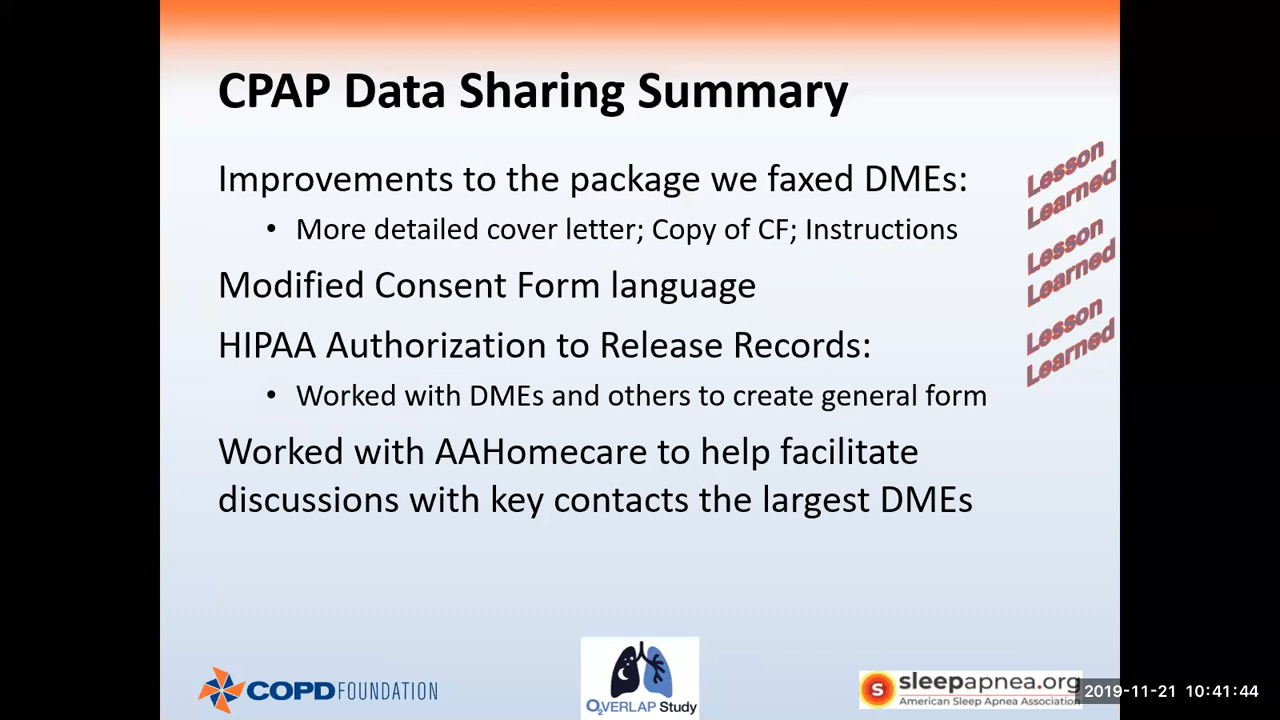 CPAP Data Sharing Summary
Improvements to the package we faxed DMEs:
• More detailed cover letter; Copy of CF; Instructions
Modified Consent Form language
HIPAA Authorization to Release Records:
• Worked with DMEs and others to create general form
Worked with AAHomecare to help facilitate
discussions with key contacts the largest DMEs
Lesson
Learned
Lesson
Learned
Lesson
Learned
COPD FOUNDATION
O2VERLAP Study
S
sleepapnea.org
American Sleep Apnea Association
2019-11-21 10:41:44